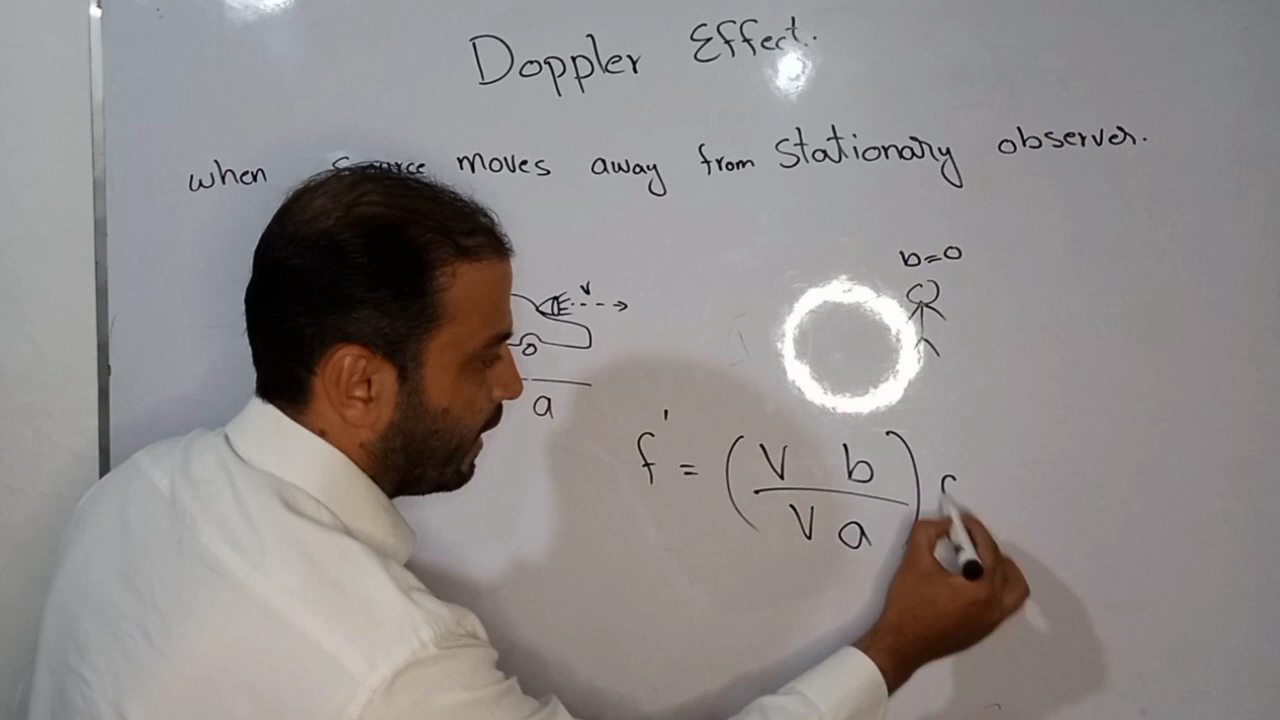 Doppler Effect.
when source moves away from stationary observer.
b=0
v
a
f' = (V b / V a) f